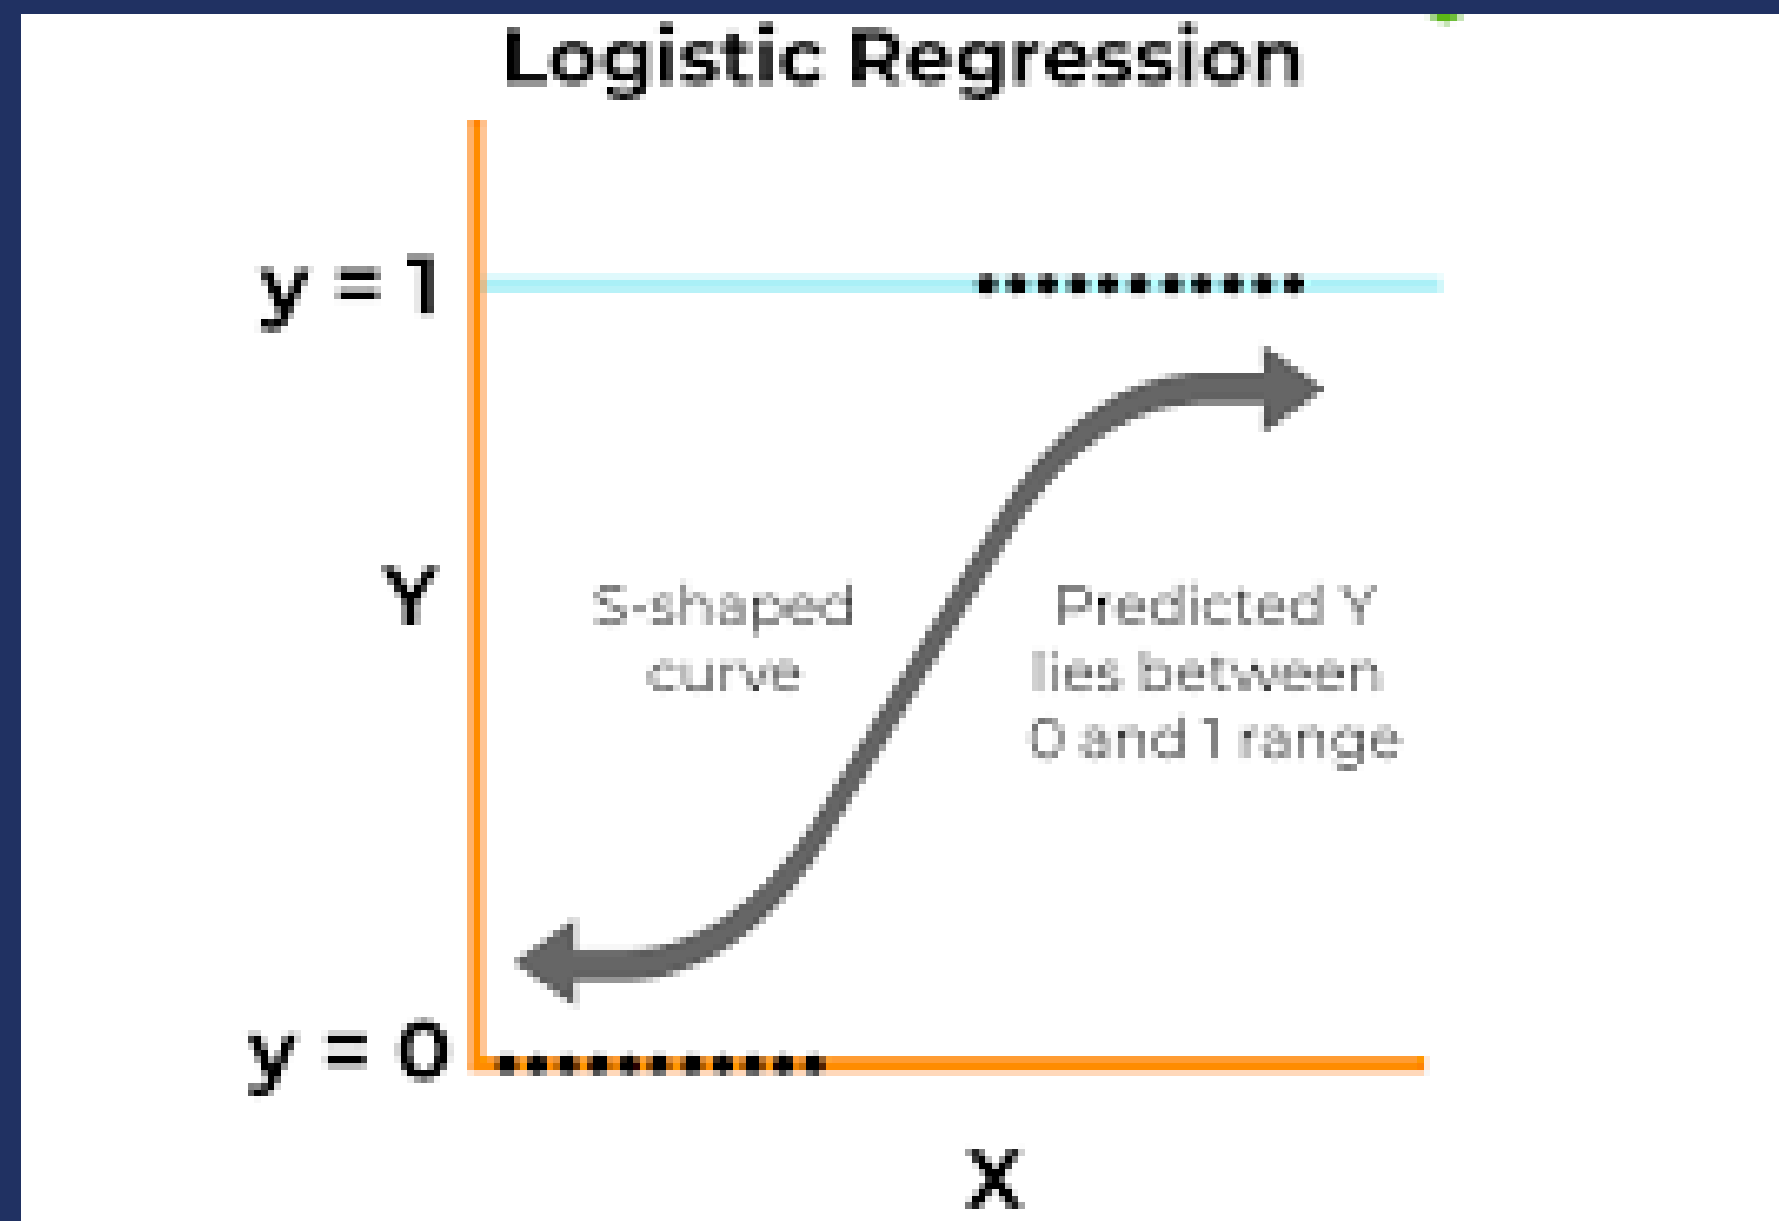 Logistic Regression
y = 1
Y
S-shaped
curve
Predicted Y
lies between
0 and 1 range
y = 0
X